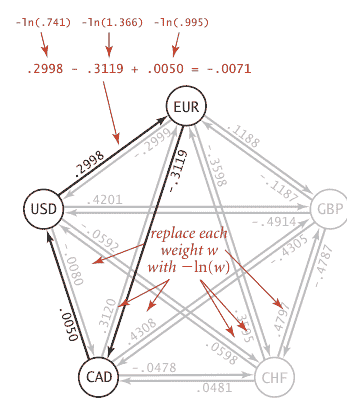 -ln(.741) -ln(1.366) -ln(.995)
.2998 - .3119 + .0050 = -.0071
EUR
.2998
-.2999
-.3119
-.3598
.1188
-.1187
USD
.4201
-.4914
GBP
.0592
-.0080
replace each
weight w
with −ln(w)
-.4305
-.4787
.0050
.3120
.4308
.3595
.0598
.4797
CAD
-.0478
.0481
CHF